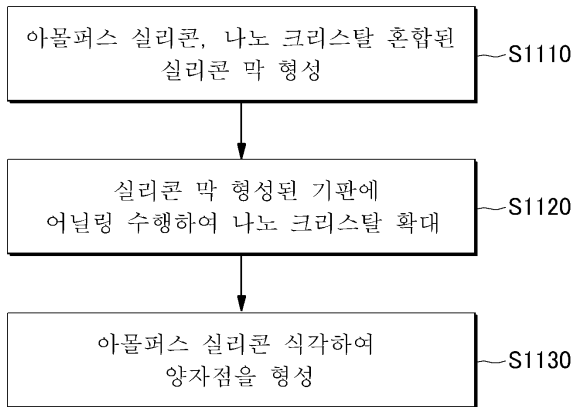 아몰퍼스 실리콘, 나노 크리스탈 혼합된
실리콘 막 형성
S1110
실리콘 막 형성된 기판에
어닐링 수행하여 나노 크리스탈 확대
S1120
아몰퍼스 실리콘 식각하여
양자점을 형성
S1130